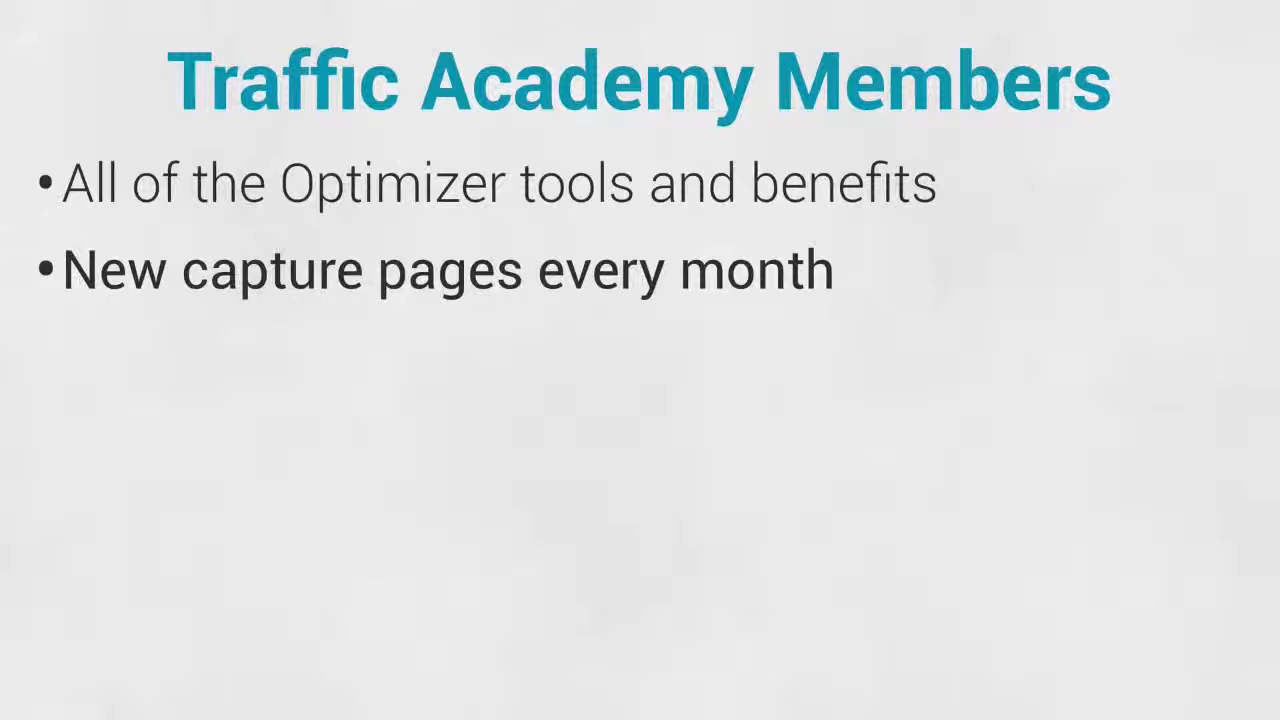 Traffic Academy Members
•All of the Optimizer tools and benefits
•New capture pages every month